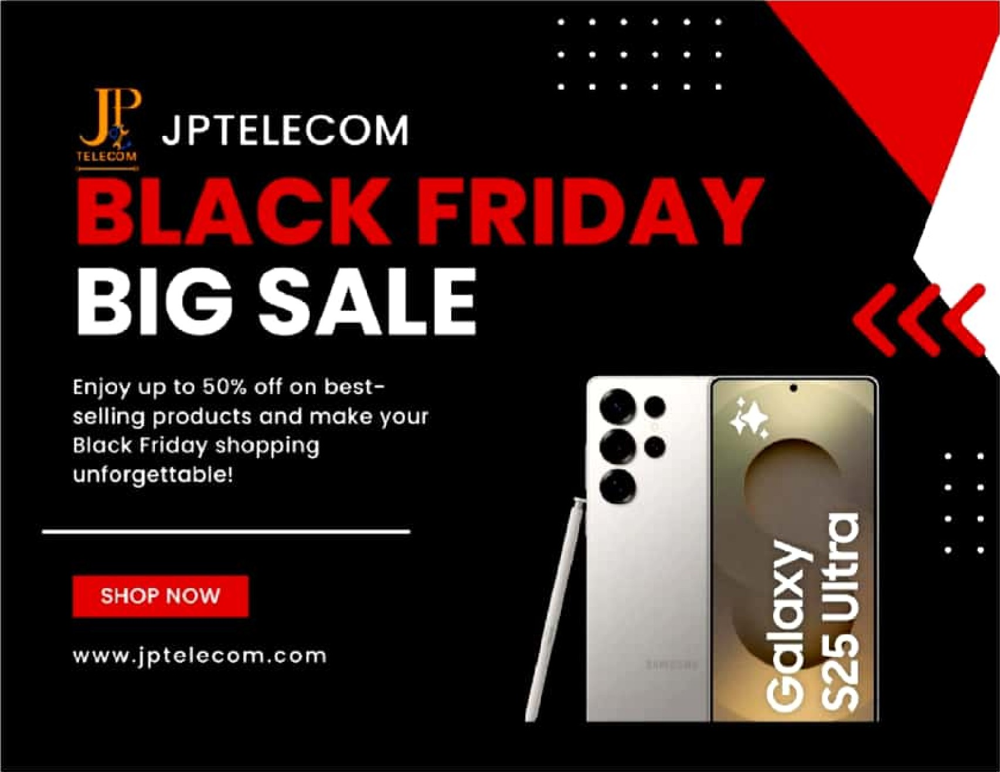 JP
TELECOM
JPTELECOM
BLACK FRIDAY
BIG SALE
Enjoy up to 50% off on best-
selling products and make your
Black Friday shopping
unforgettable!
SHOP NOW
www.jptelecom.com
SAMSUNG
Galaxy
S25 Ultra